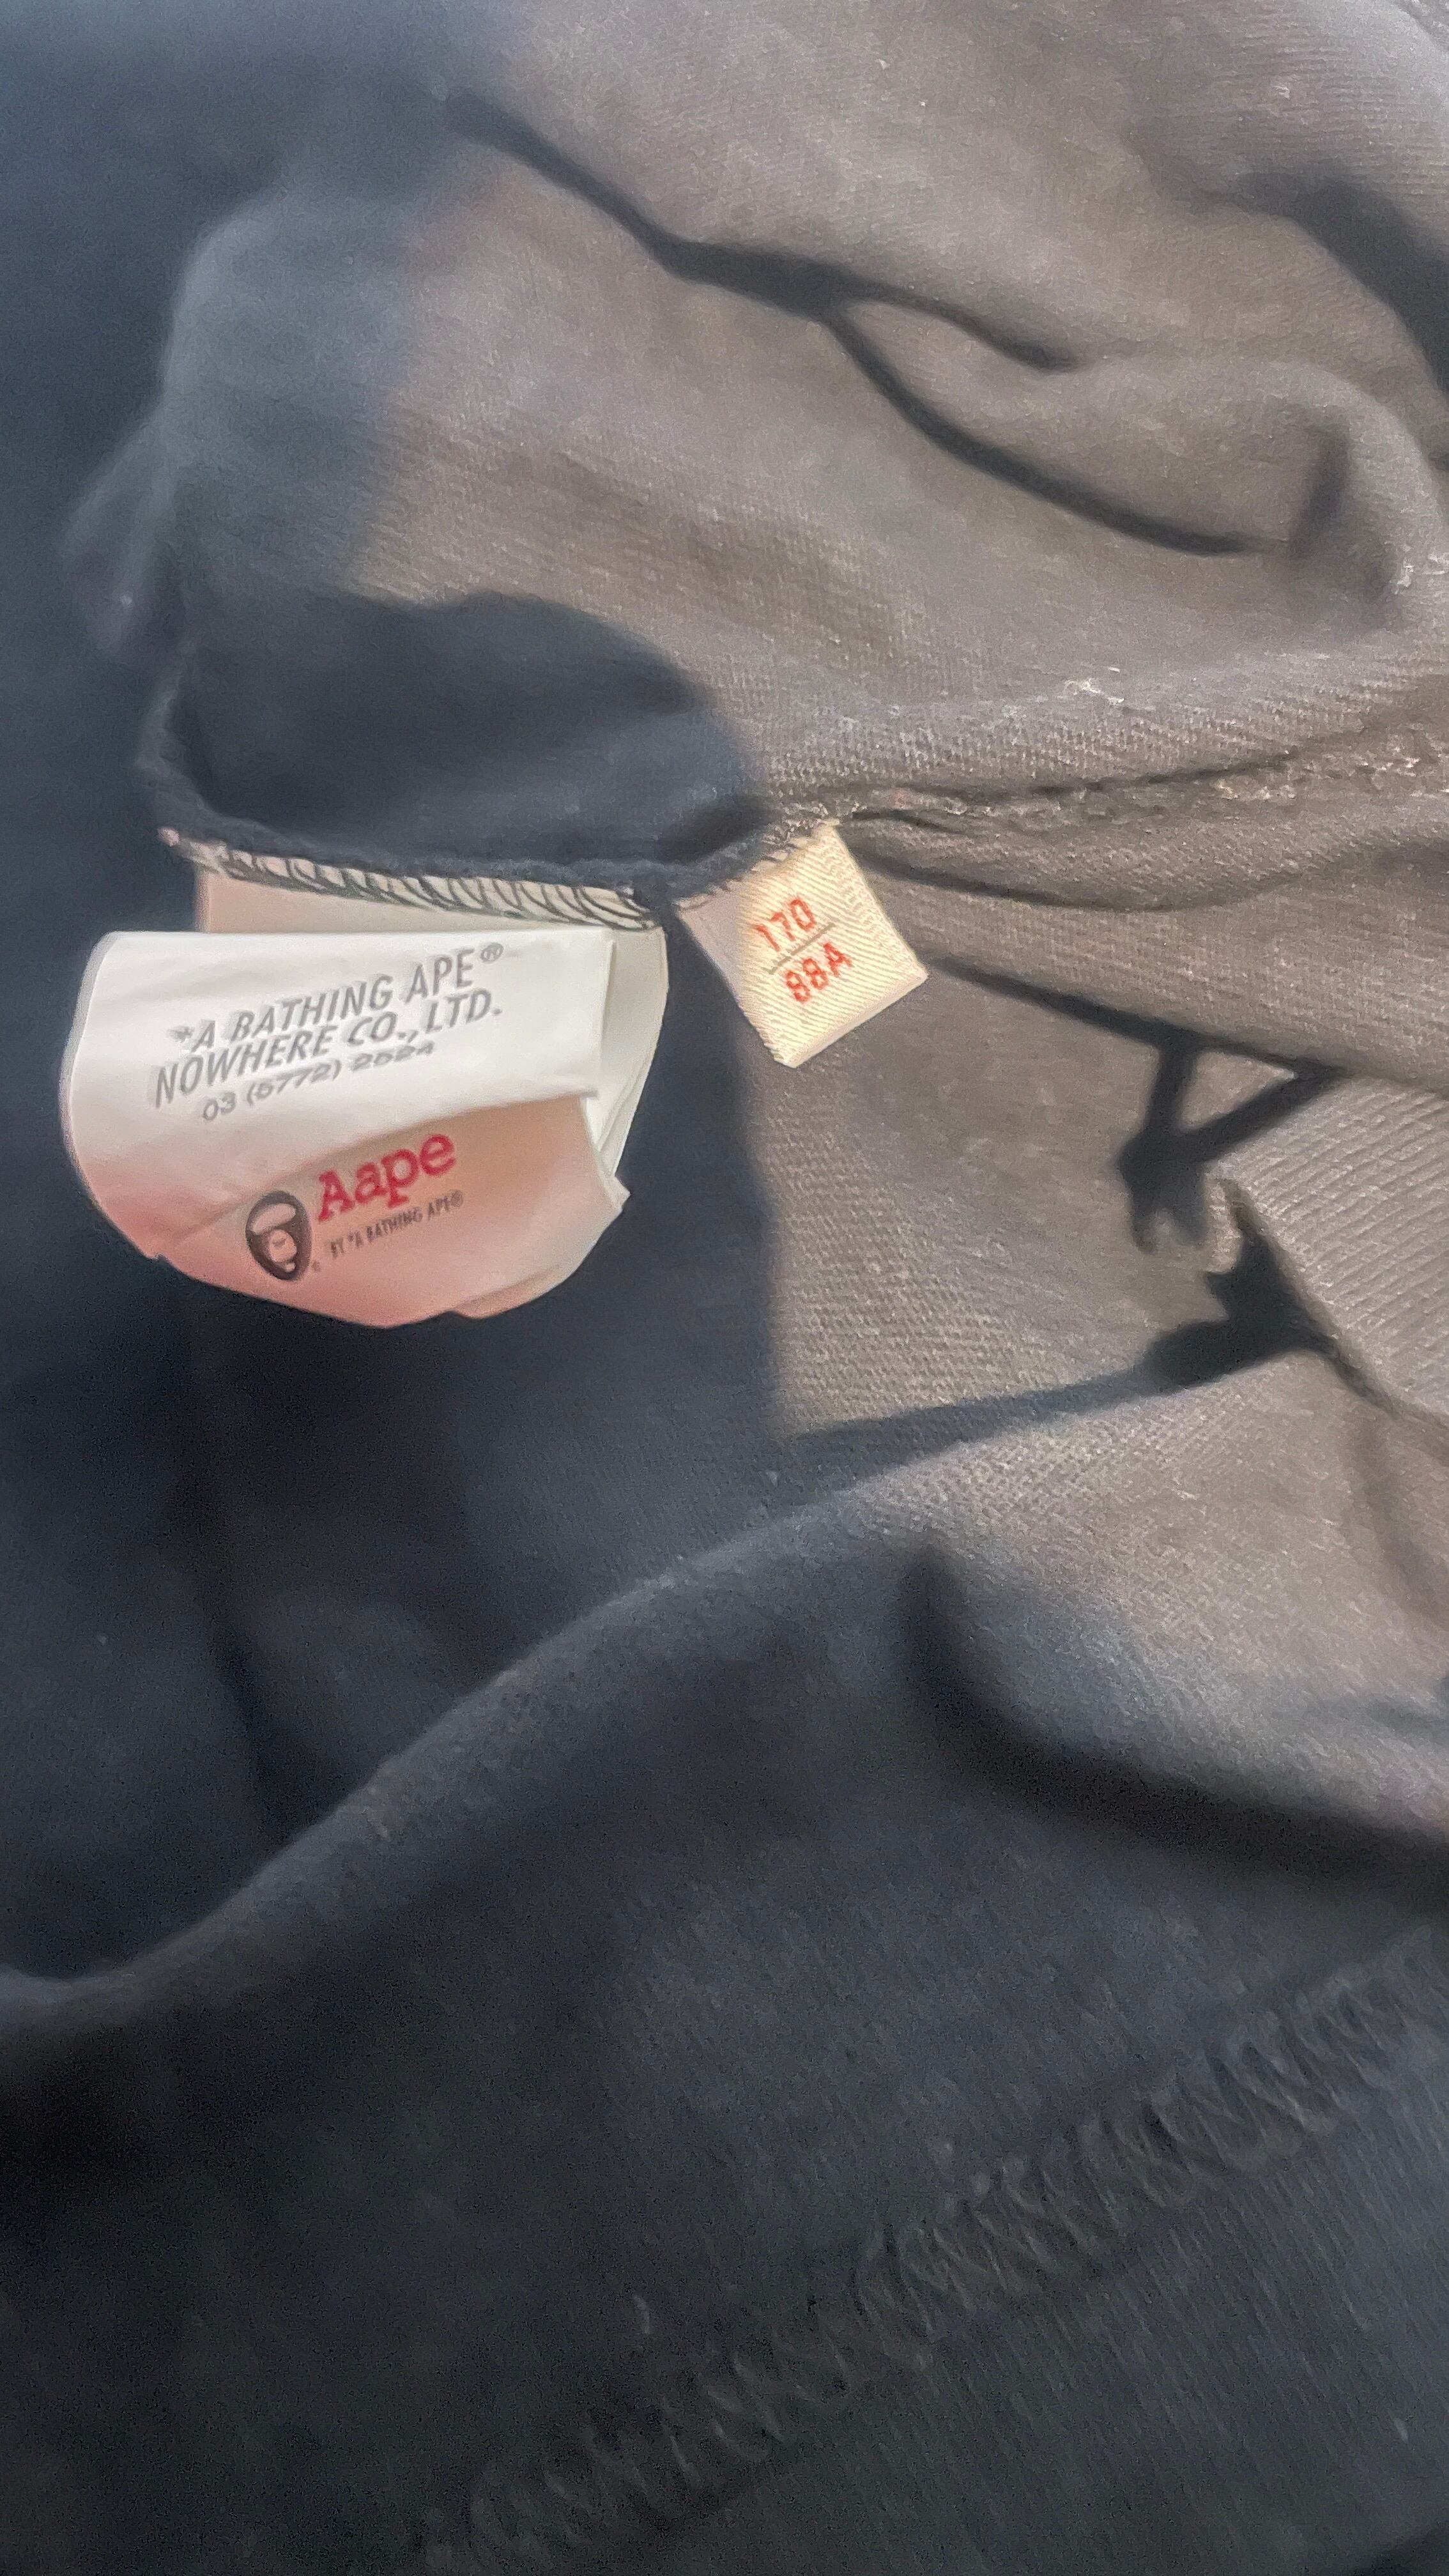 *A BATHING APE®
NOWHERE CO., LTD.
03 (5772) 2524
Aape
BY *A BATHING APE®
170
88A